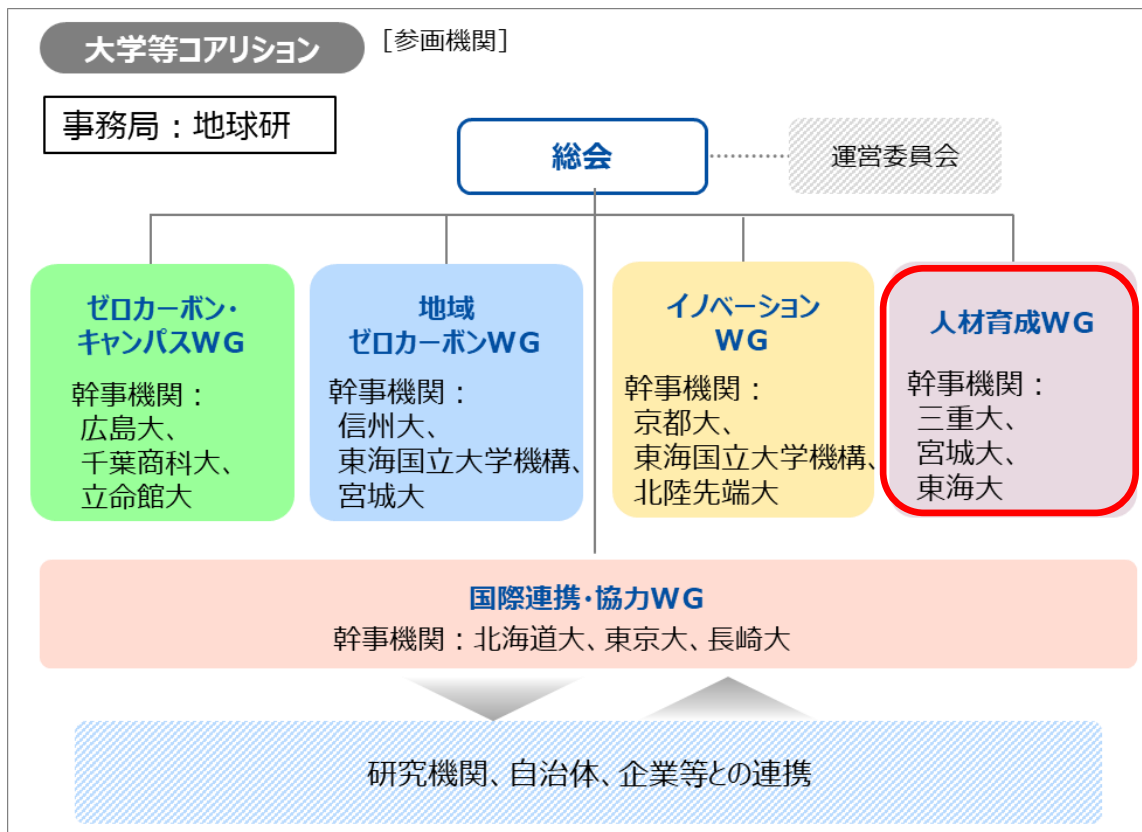 大学等コアリション
[参画機関]
事務局：地球研
総会
運営委員会
ゼロカーボン・
キャンパスWG
幹事機関：
広島大、
千葉商科大、
立命館大
地域
ゼロカーボンWG
幹事機関：
信州大、
東海国立大学機構、
宮城大
イノベーション
WG
幹事機関：
京都大、
東海国立大学機構、
北陸先端大
人材育成WG
幹事機関：
三重大、
宮城大、
東海大
国際連携・協力WG
幹事機関：北海道大、東京大、長崎大
研究機関、自治体、企業等との連携